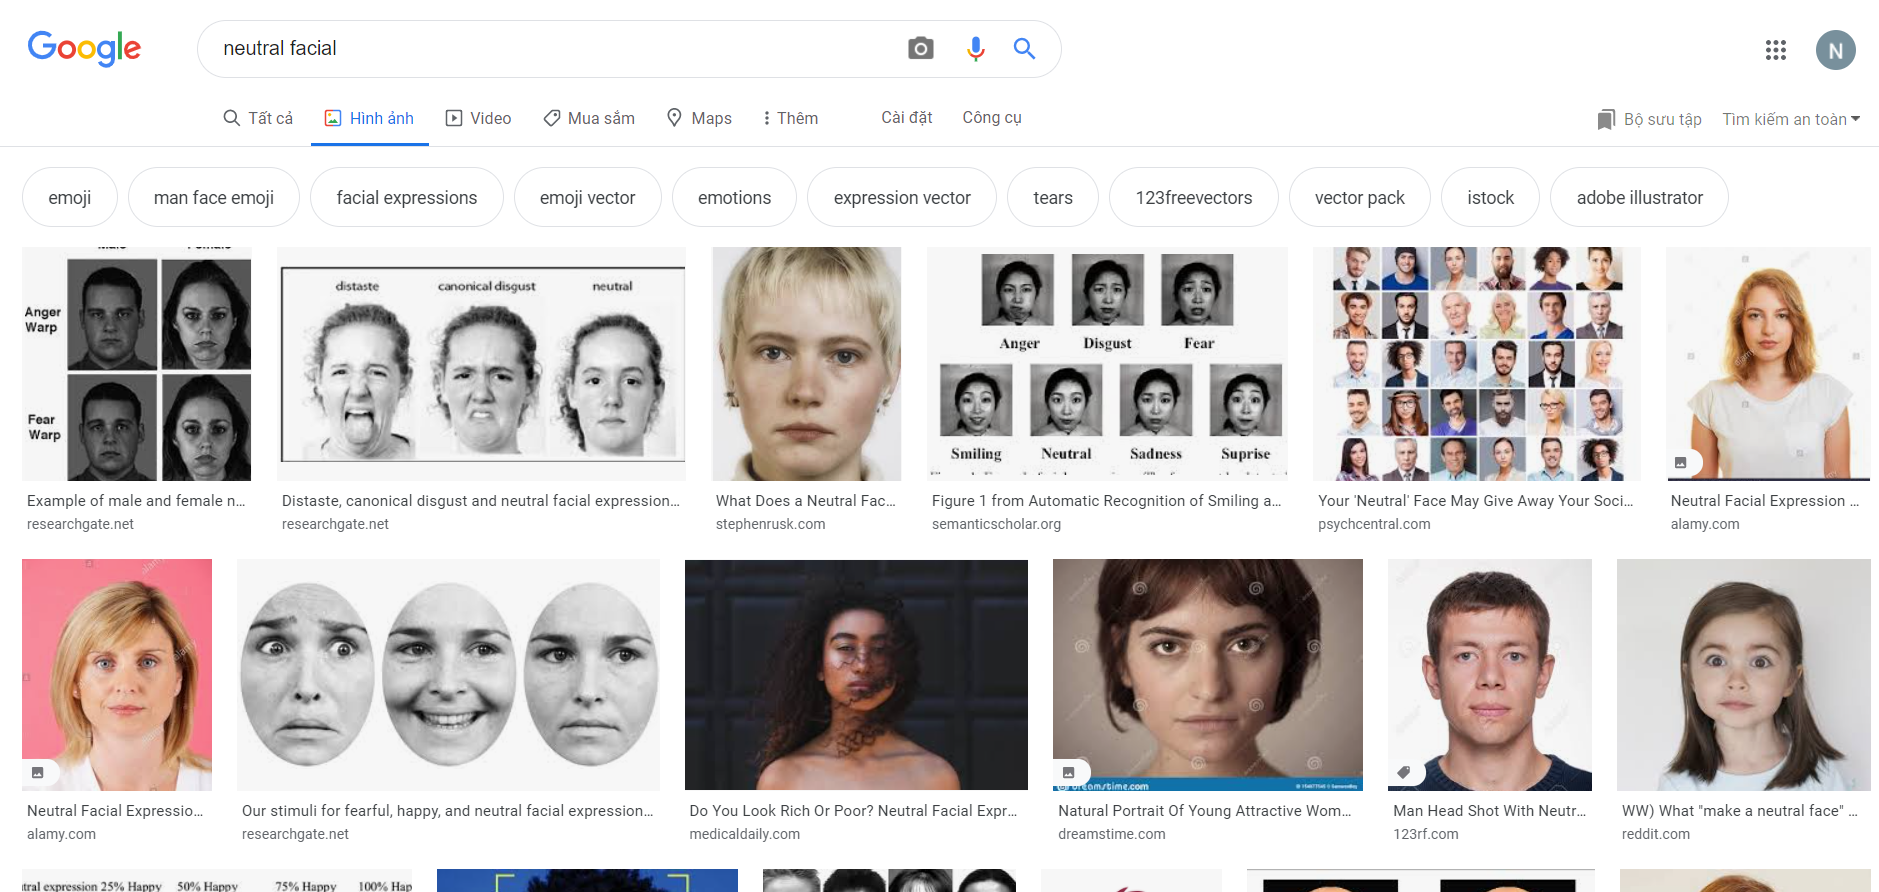 Google
neutral facial
N
Tất cả
Hình ảnh
Video
Mua sắm
Maps
Thêm
Cài đặt
Công cụ
Bộ sưu tập
Tìm kiếm an toàn
emoji
man face emoji
facial expressions
emoji vector
emotions
expression vector
tears
123freevectors
vector pack
istock
adobe illustrator
Anger
Warp
Fear
Warp
distaste canonical disgust neutral
Anger Disgust Fear
Smiling Neutral Sadness Suprise
Example of male and female n...
researchgate.net
Distaste, canonical disgust and neutral facial expression...
researchgate.net
What Does a Neutral Fac...
stephenrusk.com
Figure 1 from Automatic Recognition of Smiling a...
semanticscholar.org
Your 'Neutral' Face May Give Away Your Soci...
psychcentral.com
Neutral Facial Expression ...
alamy.com
dreamstime.com
Neutral Facial Expressio...
alamy.com
Our stimuli for fearful, happy, and neutral facial expression...
researchgate.net
Do You Look Rich Or Poor? Neutral Facial Expr...
medicaldaily.com
Natural Portrait Of Young Attractive Wom...
dreamstime.com
Man Head Shot With Neutr...
123rf.com
WW) What "make a neutral face" ...
reddit.com
expression 25% Happy 50% Happy 75% Happy 100%